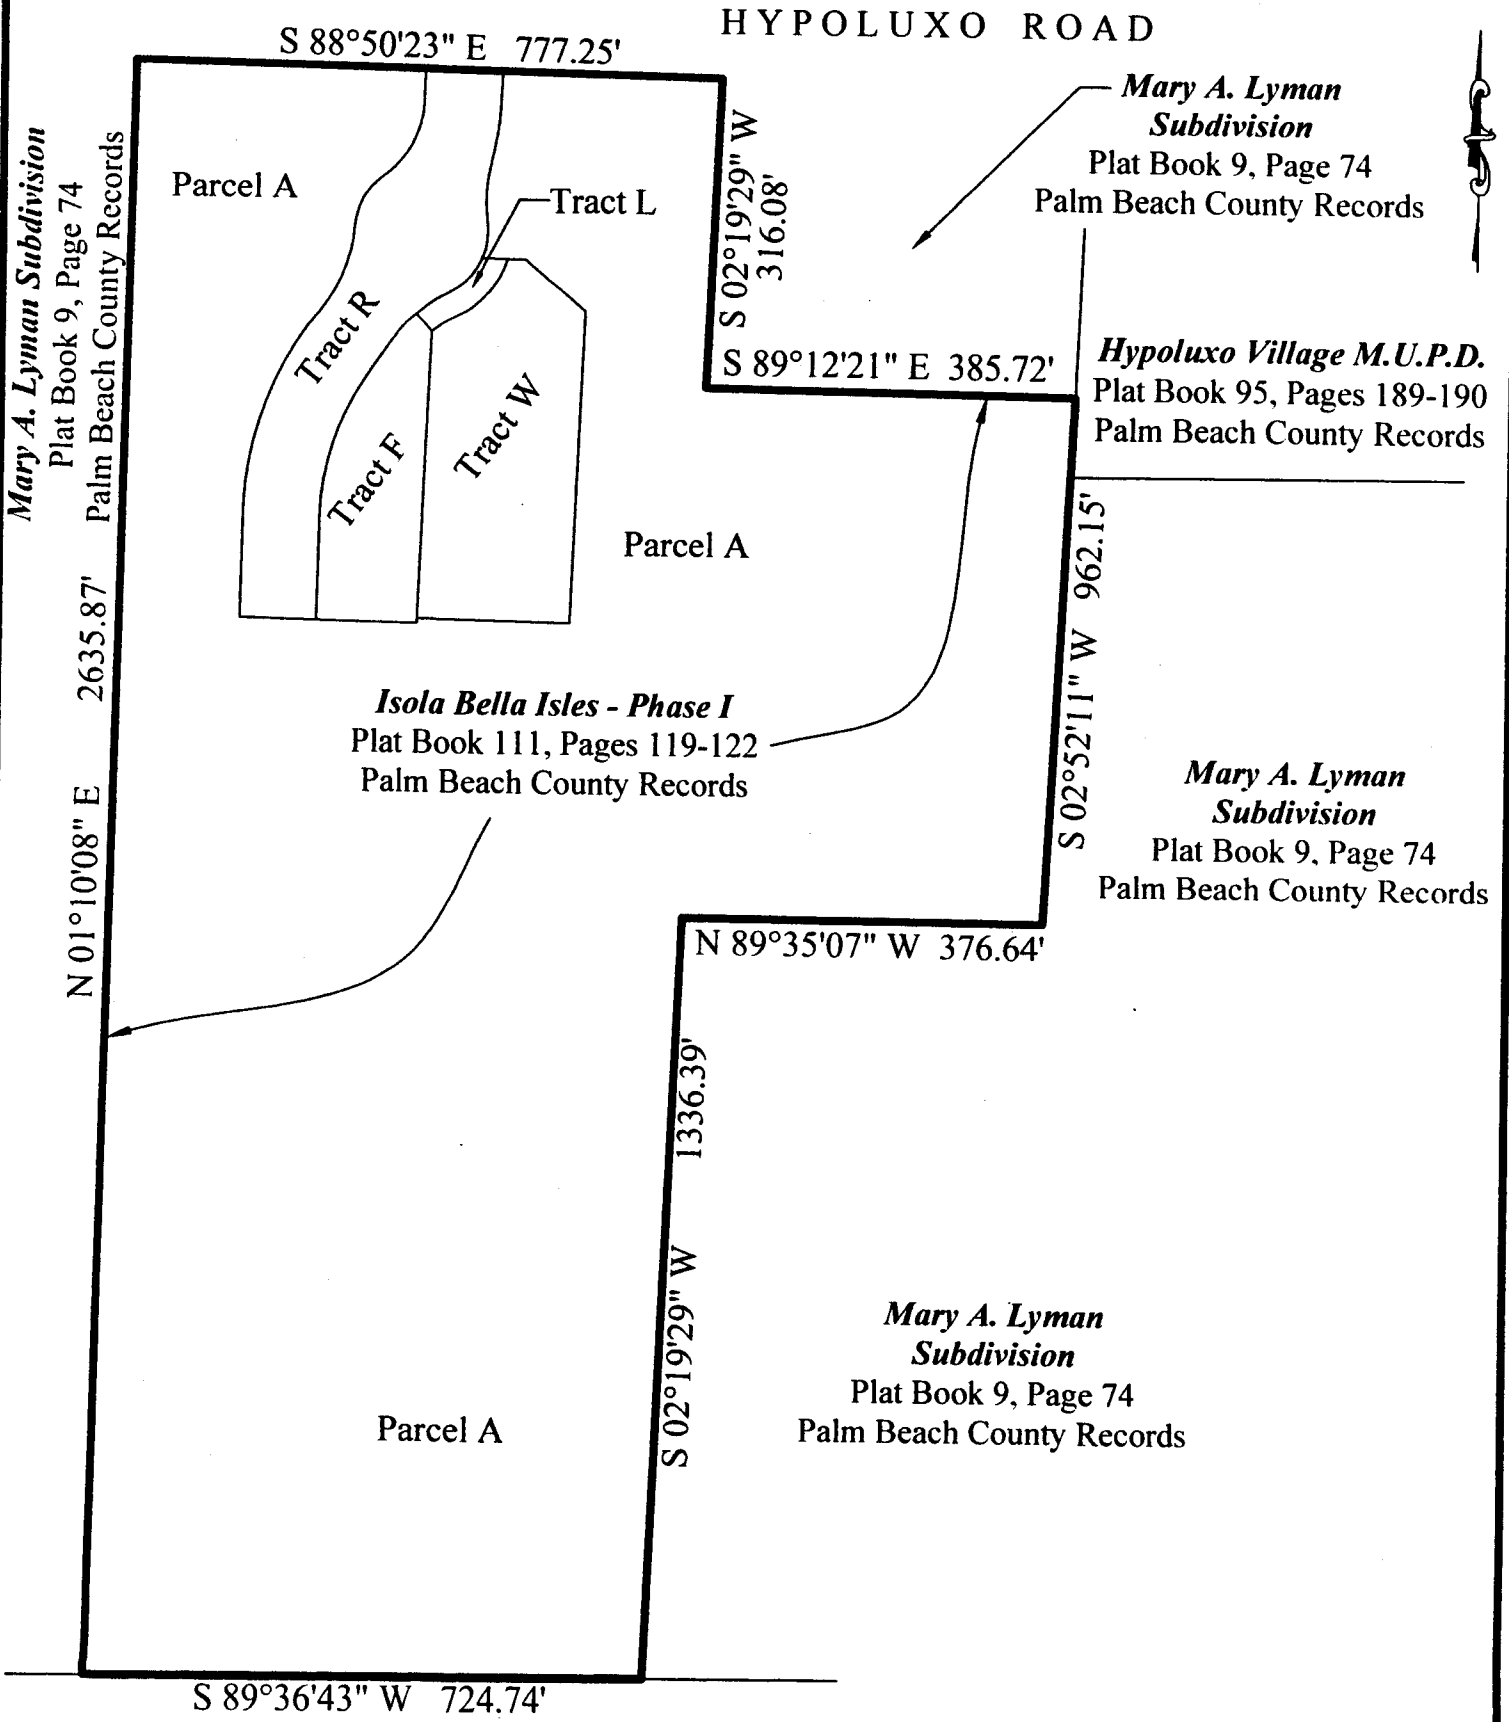 HYPOLUXO ROAD
S 88°50'23" E 777.25'
Mary A. Lyman Subdivision
Plat Book 9, Page 74
Palm Beach County Records
Parcel A
Tract L
S 02°19'29" W
316.08'
Mary A. Lyman
Subdivision
Plat Book 9, Page 74
Palm Beach County Records
Tract R
Tract F
Tract W
S 89°12'21" E 385.72'
Hypoluxo Village M.U.P.D.
Plat Book 95, Pages 189-190
Palm Beach County Records
Parcel A
N 01°10'08" E 2635.87'
S 02°52'11" W 962.15'
Isola Bella Isles - Phase I
Plat Book 111, Pages 119-122
Palm Beach County Records
Mary A. Lyman
Subdivision
Plat Book 9, Page 74
Palm Beach County Records
N 89°35'07" W 376.64'
S 02°19'29" W 1336.39'
Mary A. Lyman
Subdivision
Plat Book 9, Page 74
Palm Beach County Records
Parcel A
S 89°36'43" W 724.74'